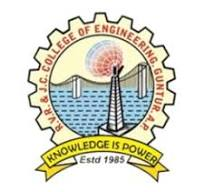 R.V.R. & J.C. COLLEGE OF ENGINEERING, GUNTUR, A.P.
KNOWLEDGE IS POWER
Estd 1985